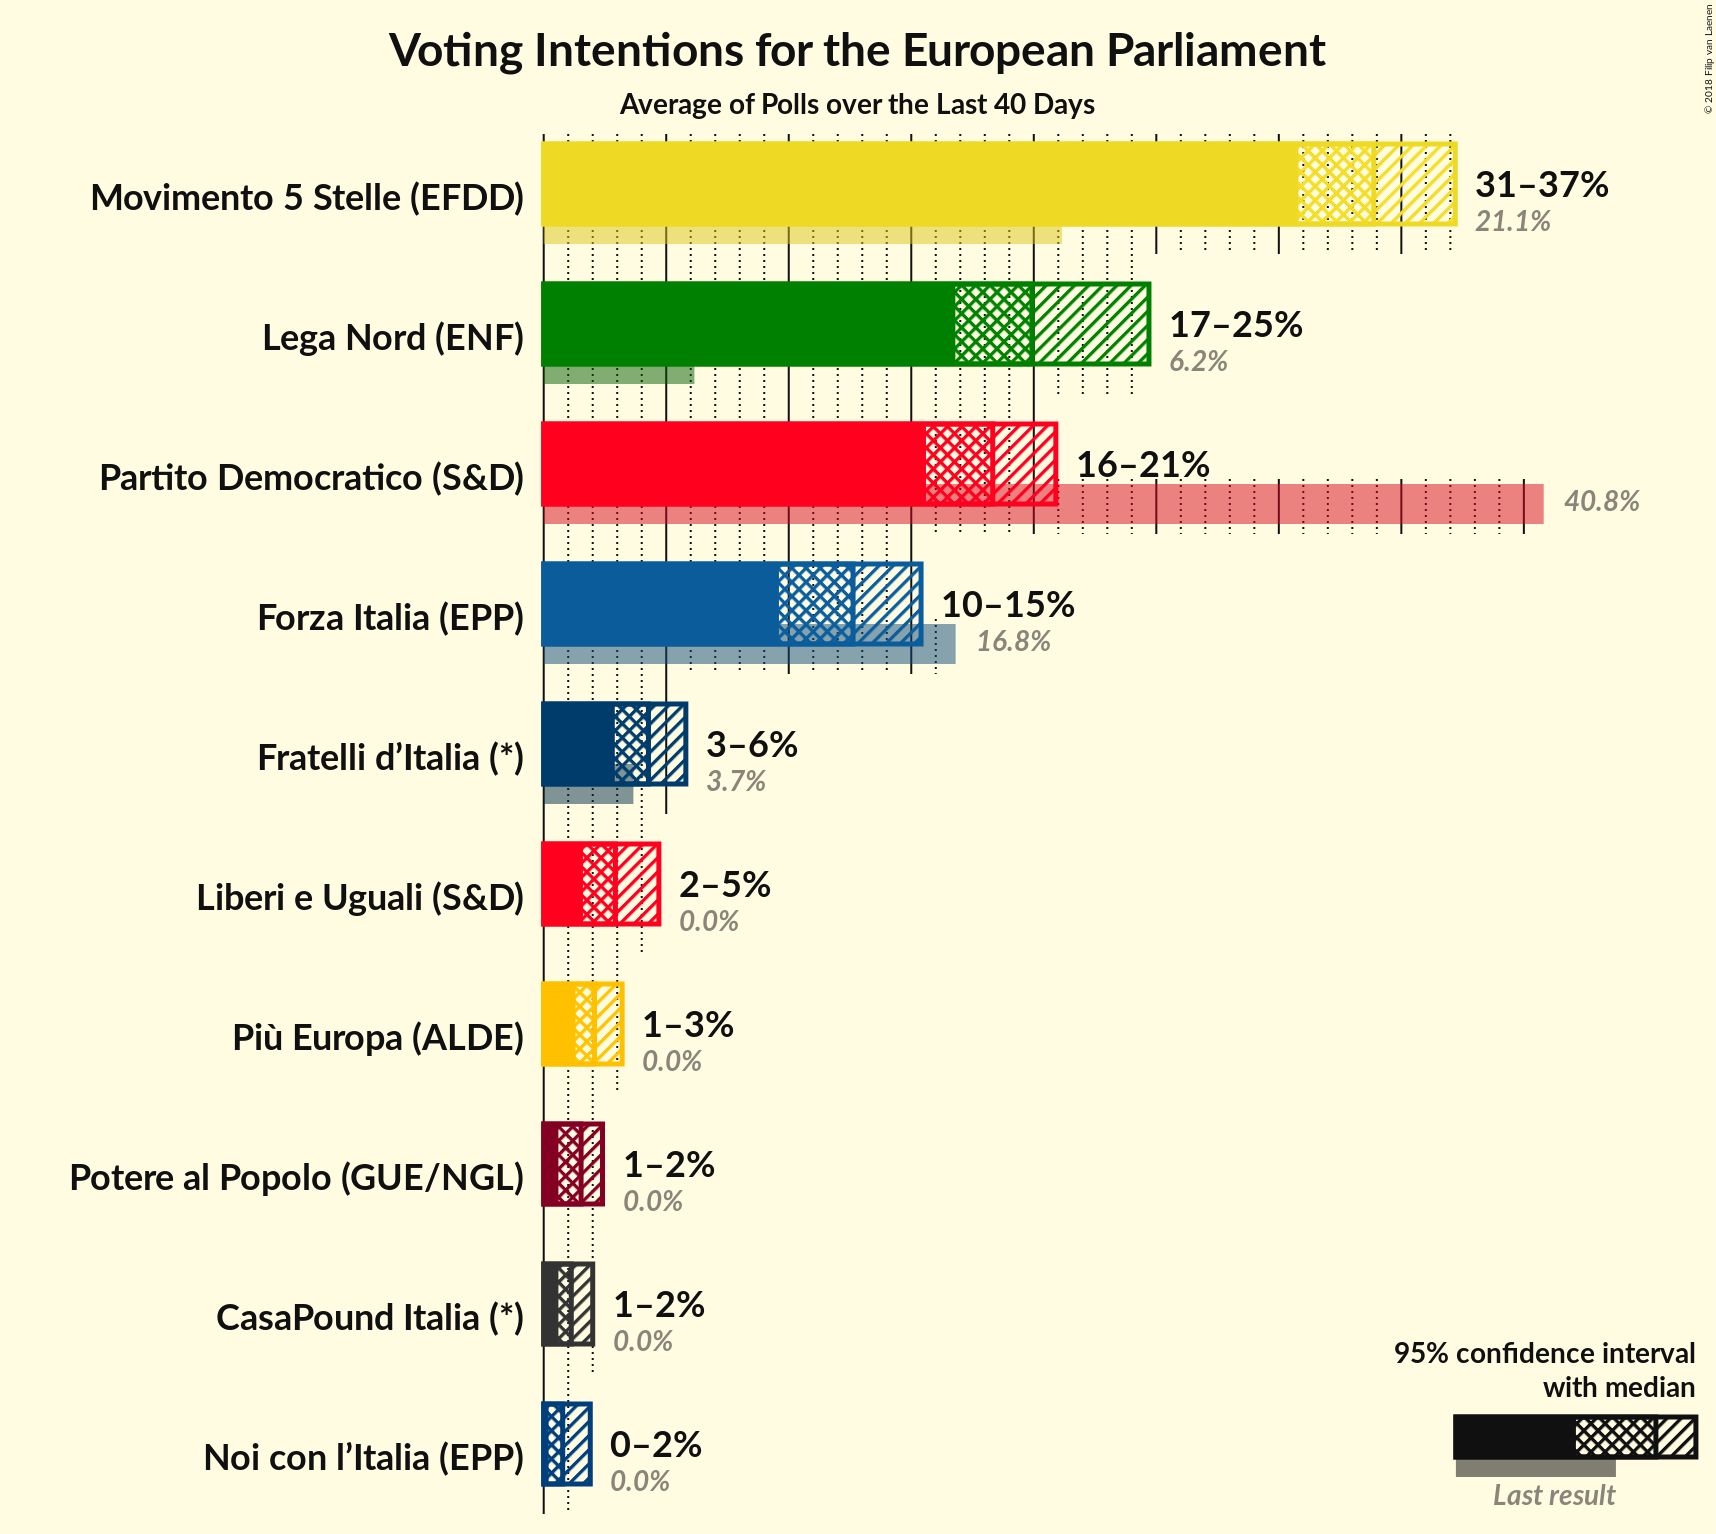 Voting Intentions for the European Parliament
Average of Polls over the Last 40 Days
© 2018 Filip van Laenen
Movimento 5 Stelle (EFDD)
31–37%
21.1%
Lega Nord (ENF)
17–25%
6.2%
Partito Democratico (S&D)
16–21%
40.8%
Forza Italia (EPP)
10–15%
16.8%
Fratelli d’Italia (*)
3–6%
3.7%
Liberi e Uguali (S&D)
2–5%
0.0%
Più Europa (ALDE)
1–3%
0.0%
Potere al Popolo (GUE/NGL)
1–2%
0.0%
CasaPound Italia (*)
1–2%
0.0%
Noi con l’Italia (EPP)
0–2%
0.0%
95% confidence interval
with median
Last result